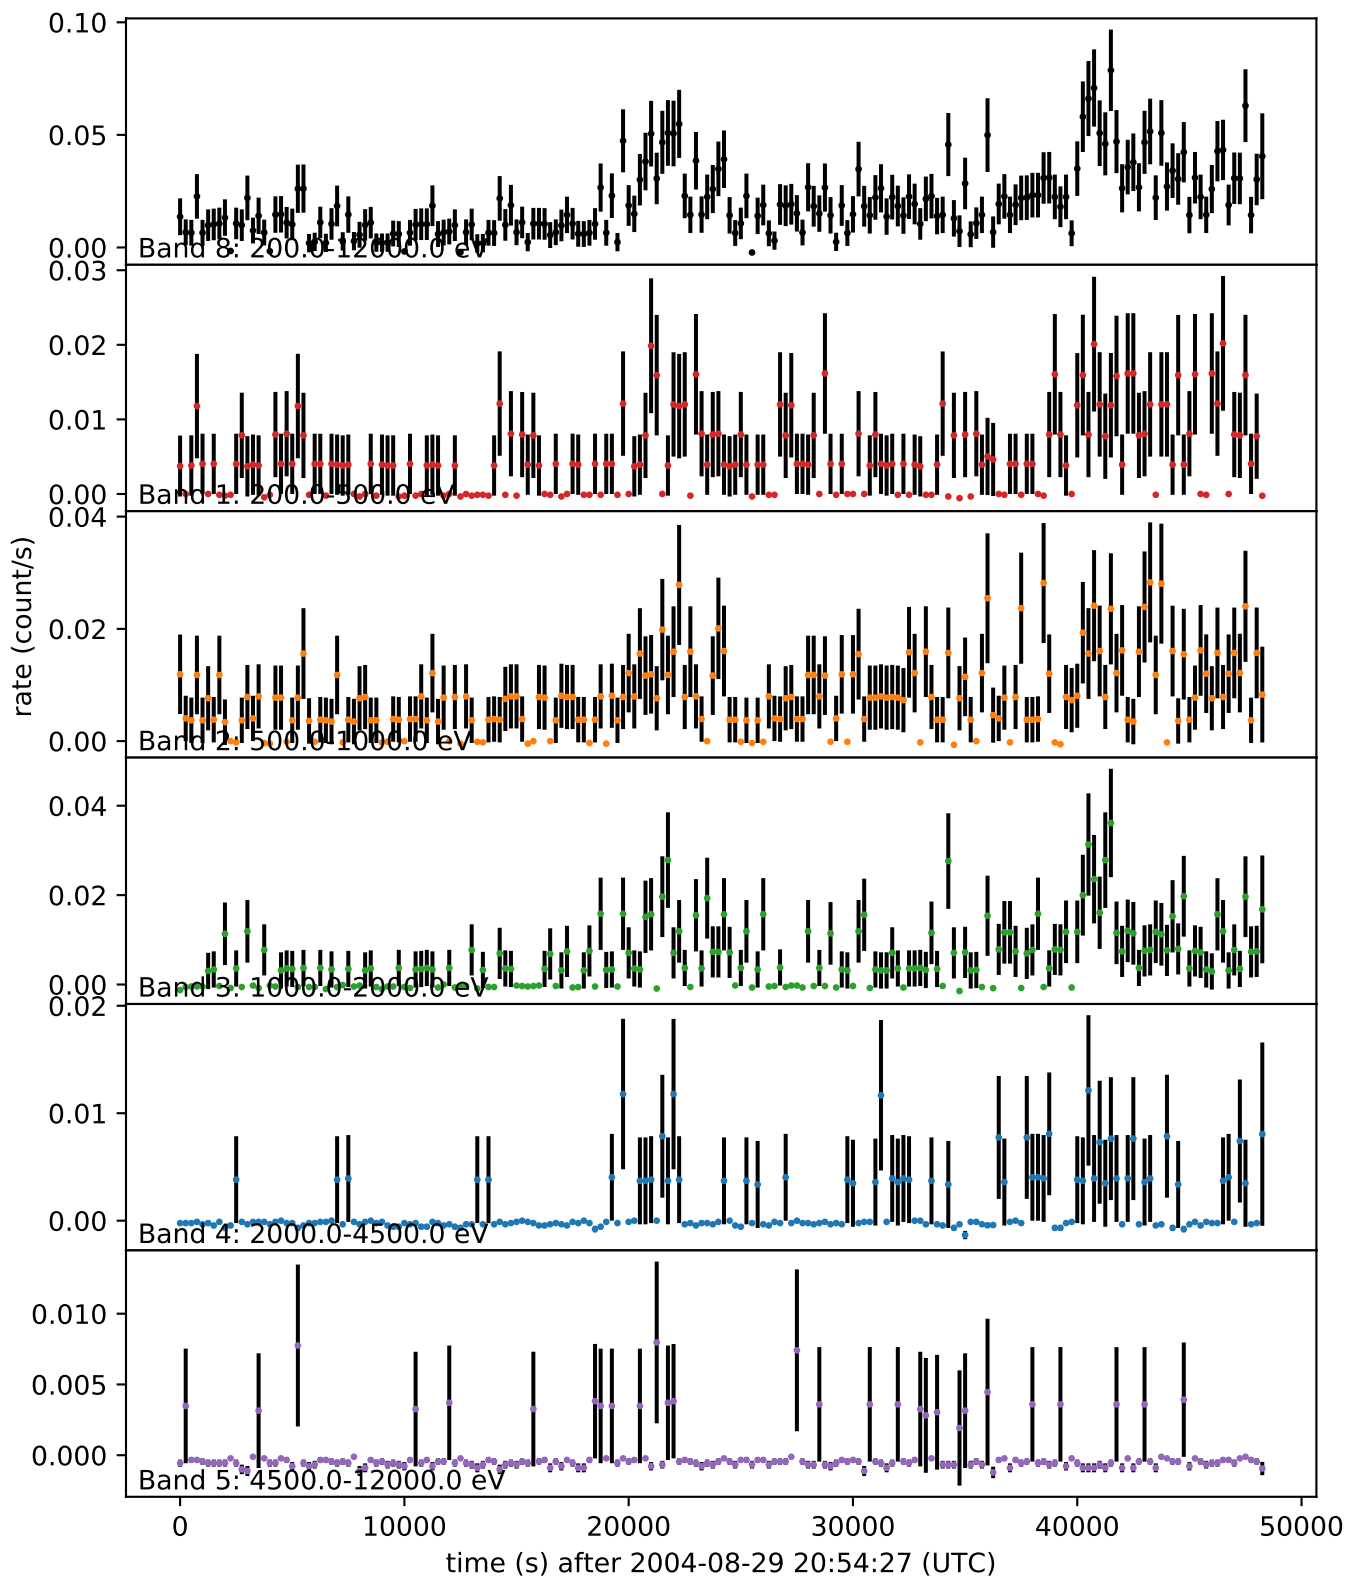 0.10
0.05
0.00
Band 8: 200.0-12000.0 eV
0.03
0.02
0.01
0.00
Band 1: 200.0-500.0 eV
0.04
0.02
0.00
Band 2: 500.0-1000.0 eV
rate (count/s)
0.04
0.02
0.00
Band 3: 1000.0-2000.0 eV
0.02
0.01
0.00
Band 4: 2000.0-4500.0 eV
0.010
0.005
0.000
Band 5: 4500.0-12000.0 eV
0 10000 20000 30000 40000 50000
time (s) after 2004-08-29 20:54:27 (UTC)